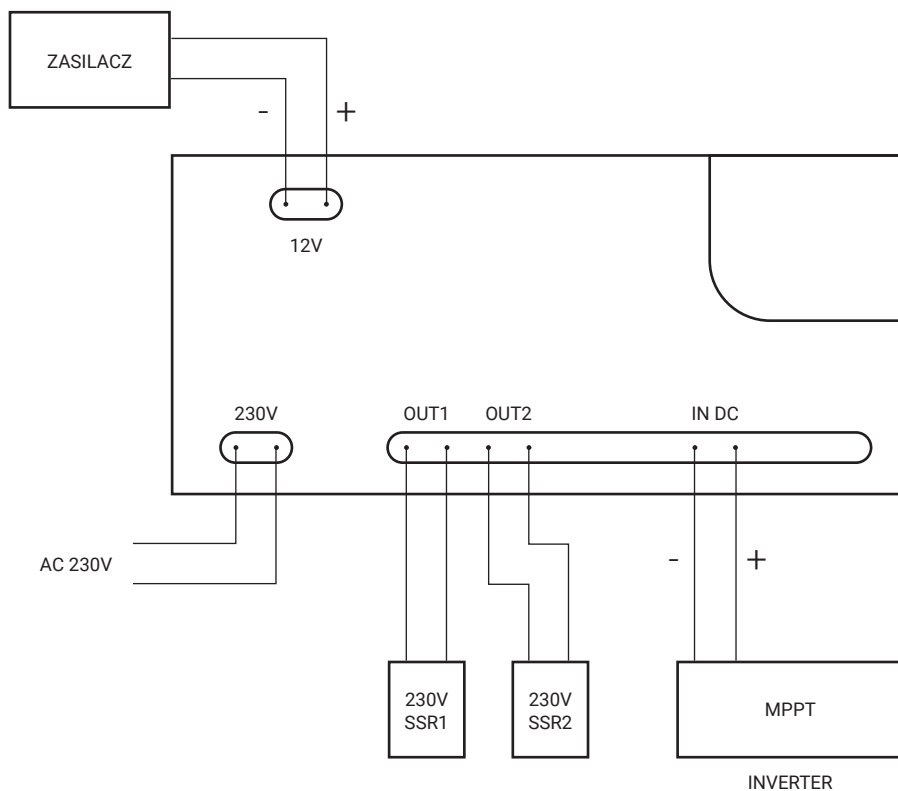 ZASILACZ
- +
12V
230V OUT1 OUT2 IN DC
AC 230V
- +
230V
SSR1
230V
SSR2
MPPT
INVERTER